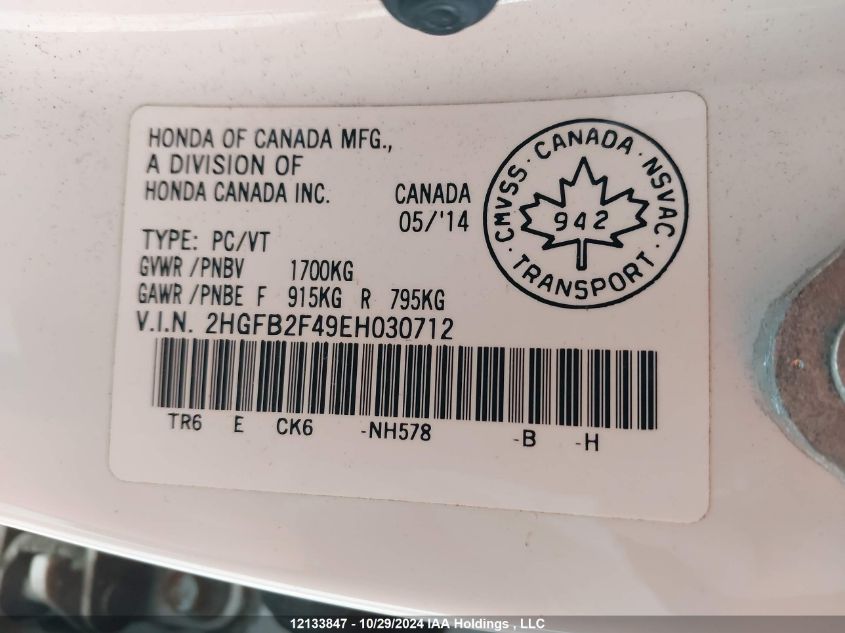 HONDA OF CANADA MFG.,
A DIVISION OF
HONDA CANADA INC. CANADA
05/'14
TYPE: PC/VT
GVWR /PNBV 1700KG
GAWR /PNBE F 915KG R 795KG
V.I.N. 2HGFB2F49EH030712
TR6 E CK6 -NH578 -B -H
CMVSS · CANADA · NSVAC
942
· TRANSPORT ·
12133847 - 10/29/2024 IAA Holdings , LLC